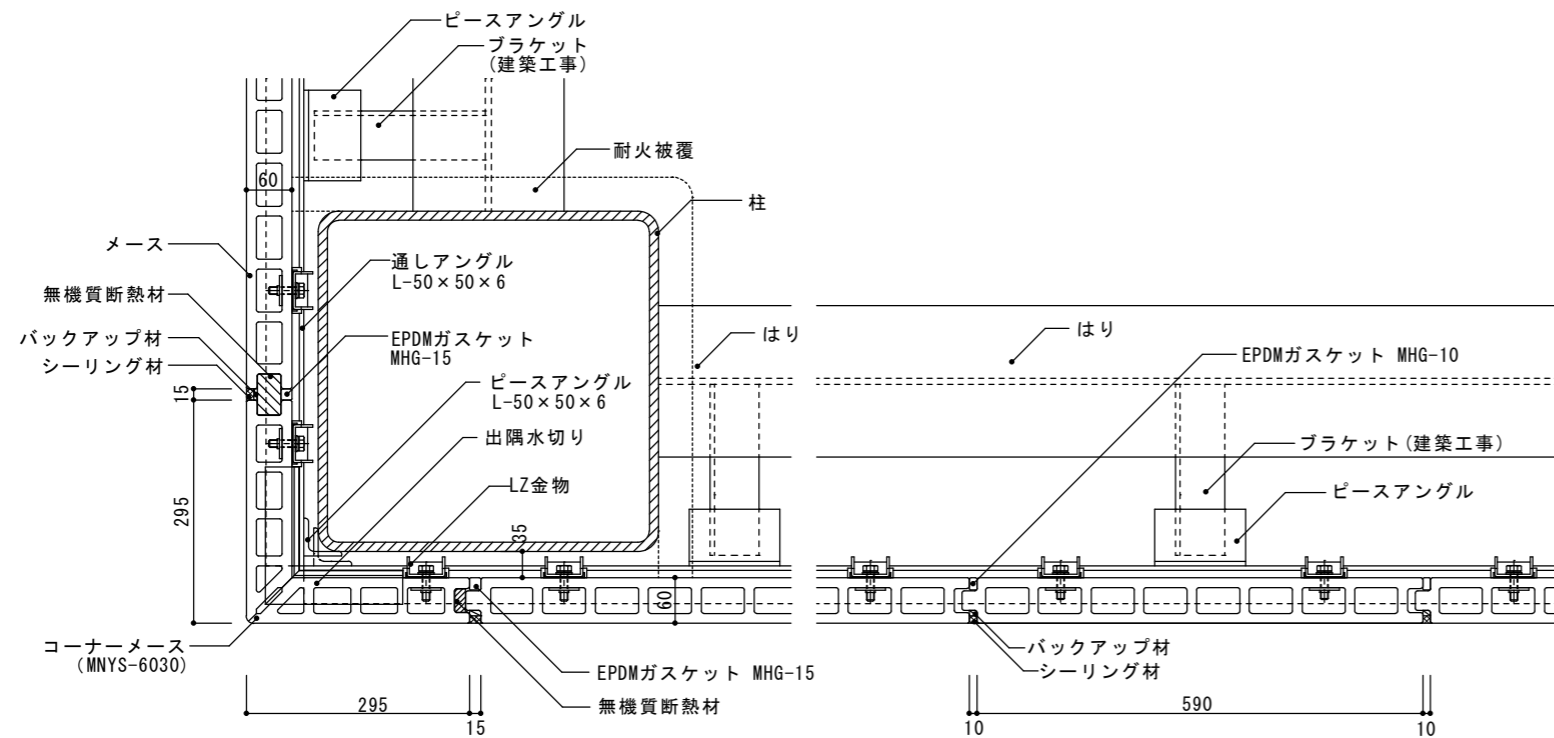 ピースアングル
ブラケット
(建築工事)
耐火被覆
60
柱
メース
通しアングル
L-50×50×6
無機質断熱材
はり
はり
バックアップ材
EPDMガスケット
MHG-15
EPDMガスケット MHG-10
シーリング材
15
ピースアングル
L-50×50×6
出隅水切り
ブラケット(建築工事)
LZ金物
ピースアングル
295
35
60
コーナーメース
(MNYS-6030)
バックアップ材
シーリング材
EPDMガスケット MHG-15
無機質断熱材
295
15
590
10
10